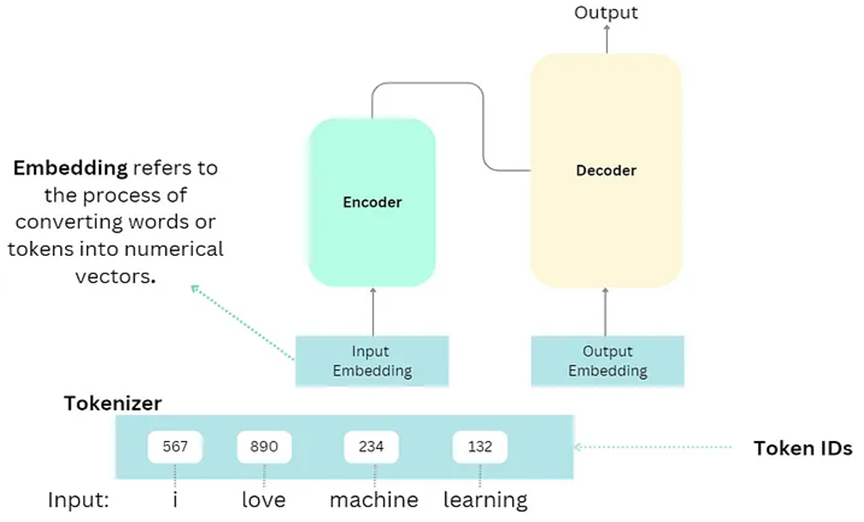 Output
Embedding refers to
the process of
converting words or
tokens into numerical
vectors.
Encoder
Decoder
Input
Embedding
Output
Embedding
Tokenizer
567 890 234 132
Token IDs
Input: i love machine learning